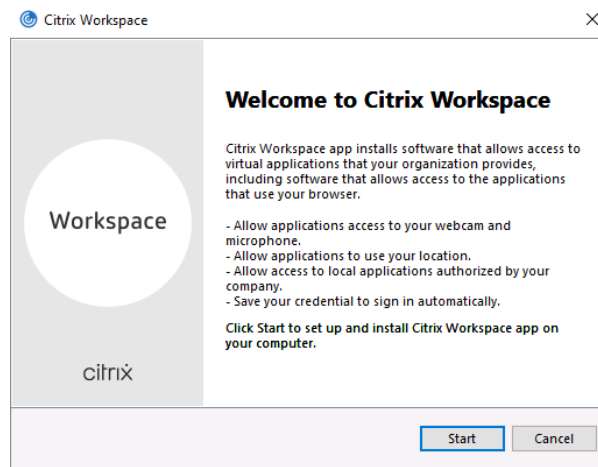 Citrix Workspace
Welcome to Citrix Workspace
Citrix Workspace app installs software that allows access to
virtual applications that your organization provides,
including software that allows access to the applications
that use your browser.
- Allow applications access to your webcam and
microphone.
- Allow applications to use your location.
- Allow access to local applications authorized by your
company.
- Save your credential to sign in automatically.
Click Start to set up and install Citrix Workspace app on
your computer.
Workspace
citrix
Start Cancel